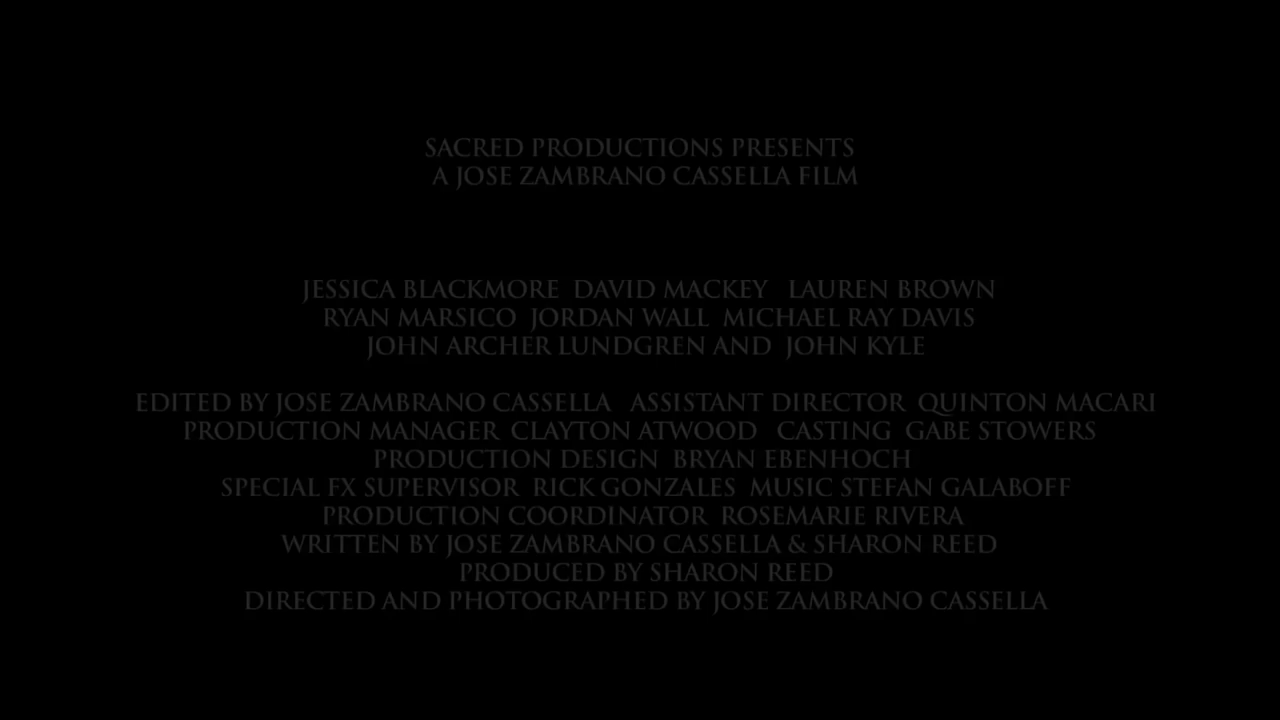 SACRED PRODUCTIONS PRESENTS
A JOSE ZAMBRANO CASSELLA FILM
JESSICA BLACKMORE DAVID MACKEY LAUREN BROWN
RYAN MARSICO JORDAN WALL MICHAEL RAY DAVIS
JOHN ARCHER LUNDGREN AND JOHN KYLE
EDITED BY JOSE ZAMBRANO CASSELLA ASSISTANT DIRECTOR QUINTON MACARI
PRODUCTION MANAGER CLAYTON ATWOOD CASTING GABE STOWERS
PRODUCTION DESIGN BRYAN EBENHOCH
SPECIAL FX SUPERVISOR RICK GONZALES MUSIC STEFAN GALABOFF
PRODUCTION COORDINATOR ROSEMARIE RIVERA
WRITTEN BY JOSE ZAMBRANO CASSELLA & SHARON REED
PRODUCED BY SHARON REED
DIRECTED AND PHOTOGRAPHED BY JOSE ZAMBRANO CASSELLA